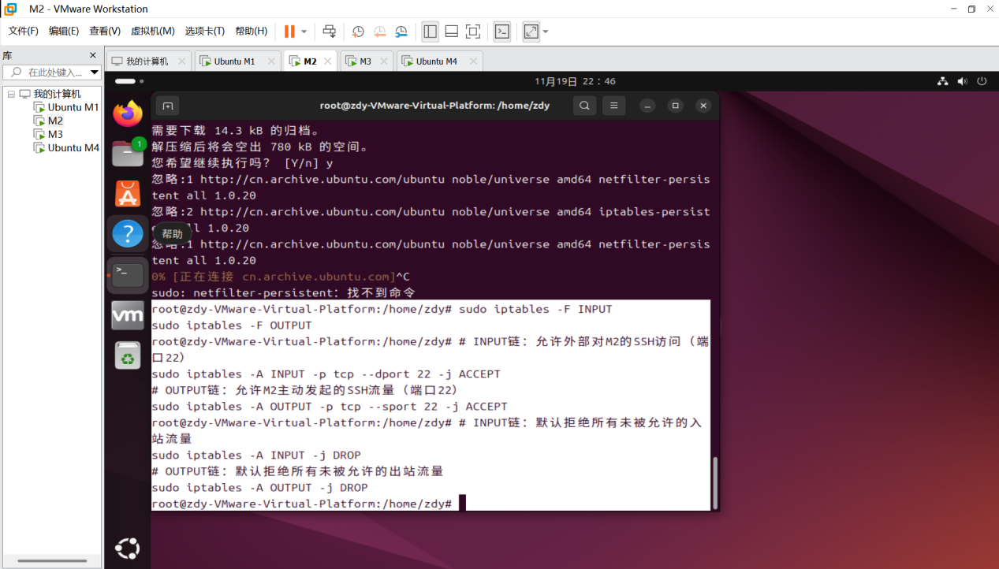 M2 - VMware Workstation
文件(F) 编辑(E) 查看(V) 虚拟机(M) 选项卡(T) 帮助(H)
库
在此处键入...
我的计算机
Ubuntu M1
M2
M3
Ubuntu M4
我的计算机 Ubuntu M1 M2 M3 Ubuntu M4
11月19日 22：46
root@zdy-VMware-Virtual-Platform: /home/zdy
1
帮助
vm
需要下载 14.3 kB 的归档。
解压缩后将会空出 780 kB 的空间。
您希望继续执行吗？ [Y/n] y
忽略:1 http://cn.archive.ubuntu.com/ubuntu noble/universe amd64 netfilter-persis
tent all 1.0.20
忽略:2 http://cn.archive.ubuntu.com/ubuntu noble/universe amd64 iptables-persist
l 1.0.20
忽略:1 http://cn.archive.ubuntu.com/ubuntu noble/universe amd64 netfilter-persis
tent all 1.0.20
0% [正在连接 cn.archive.ubuntu.com]^C
sudo: netfilter-persistent：找不到命令
root@zdy-VMware-Virtual-Platform:/home/zdy# sudo iptables -F INPUT
sudo iptables -F OUTPUT
root@zdy-VMware-Virtual-Platform:/home/zdy# # INPUT链：允许外部对M2的SSH访问（端
口22）
sudo iptables -A INPUT -p tcp --dport 22 -j ACCEPT
# OUTPUT链：允许M2主动发起的SSH流量（端口22）
sudo iptables -A OUTPUT -p tcp --sport 22 -j ACCEPT
root@zdy-VMware-Virtual-Platform:/home/zdy# # INPUT链：默认拒绝所有未被允许的入
站流量
sudo iptables -A INPUT -j DROP
# OUTPUT链：默认拒绝所有未被允许的出站流量
sudo iptables -A OUTPUT -j DROP
root@zdy-VMware-Virtual-Platform:/home/zdy#